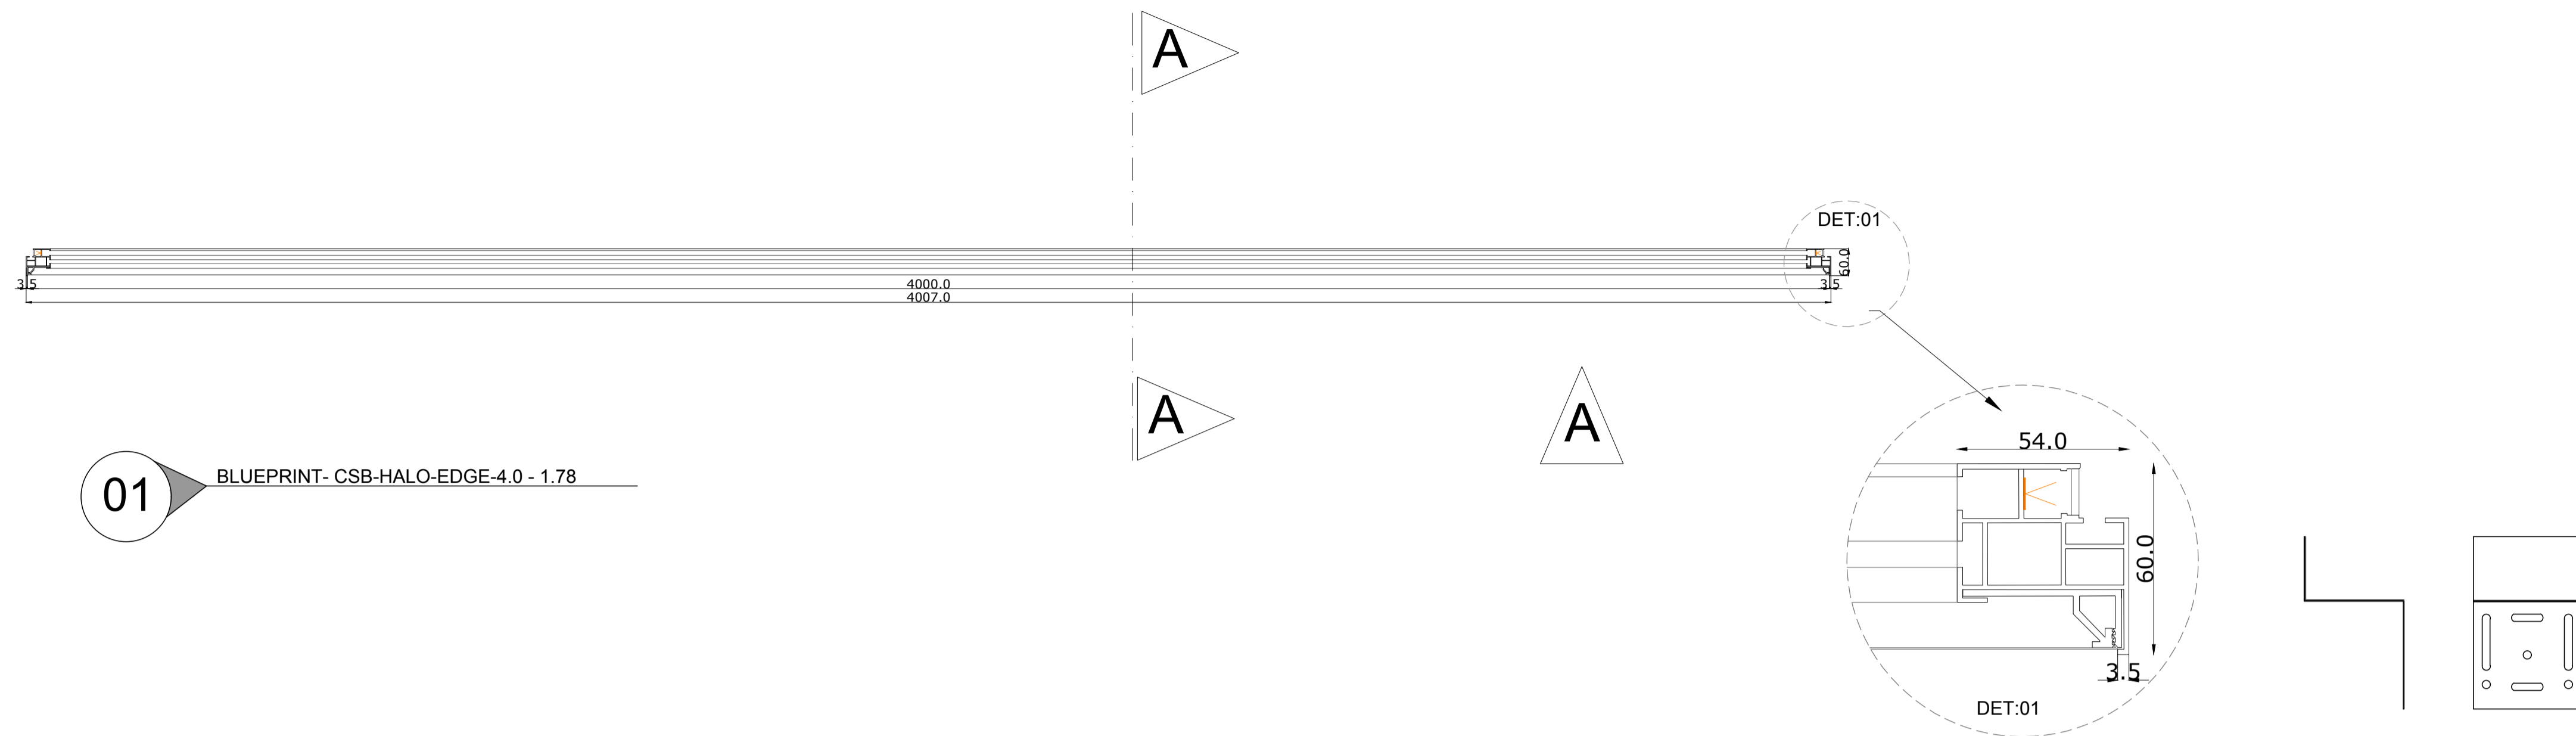 A
DET:01
60.0
3.5
4000.0
3.5
4007.0
A
A
01
BLUEPRINT- CSB-HALO-EDGE-4.0 - 1.78
54.0
60.0
3.5
DET:01